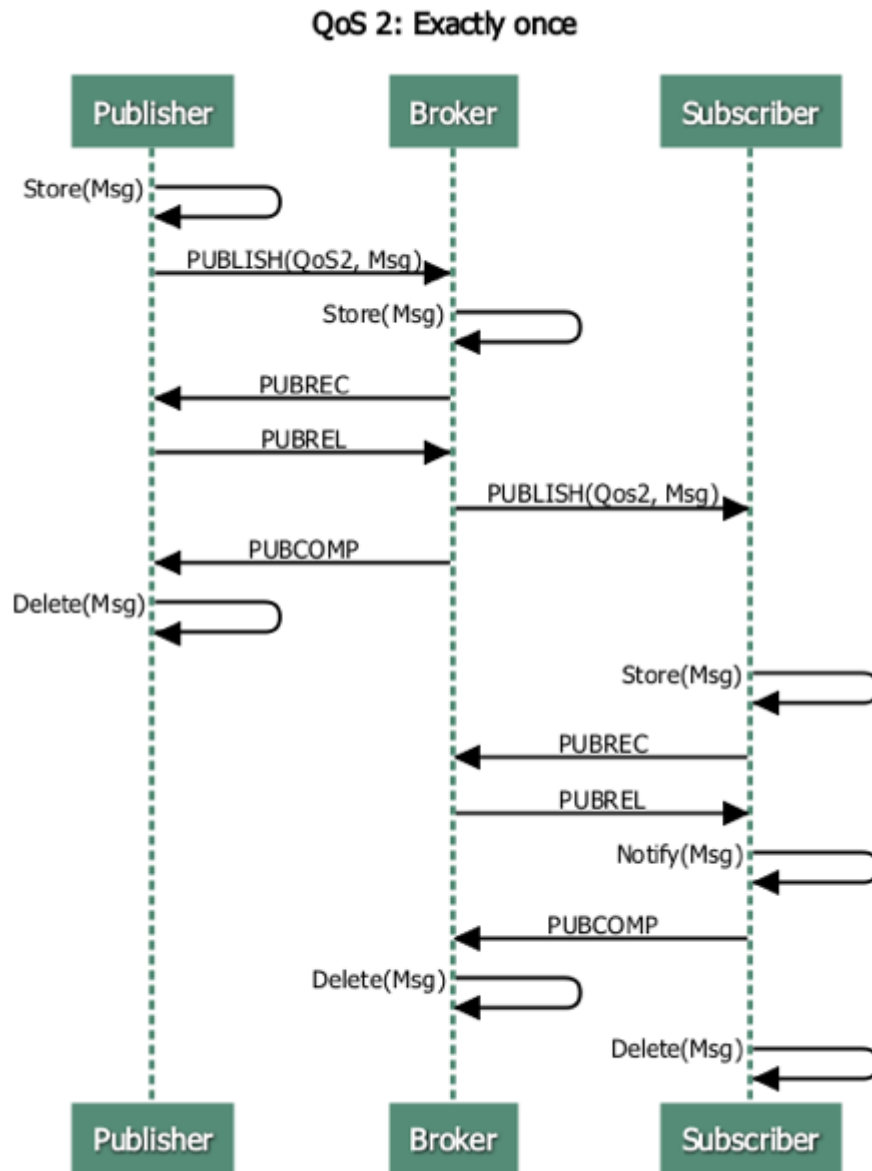 QoS 2: Exactly once
Publisher
Broker
Subscriber
Store(Msg)
PUBLISH(QoS2, Msg)
Store(Msg)
PUBREC
PUBREL
PUBLISH(Qos2, Msg)
PUBCOMP
Delete(Msg)
Store(Msg)
PUBREC
PUBREL
Notify(Msg)
PUBCOMP
Delete(Msg)
Delete(Msg)
Publisher
Broker
Subscriber